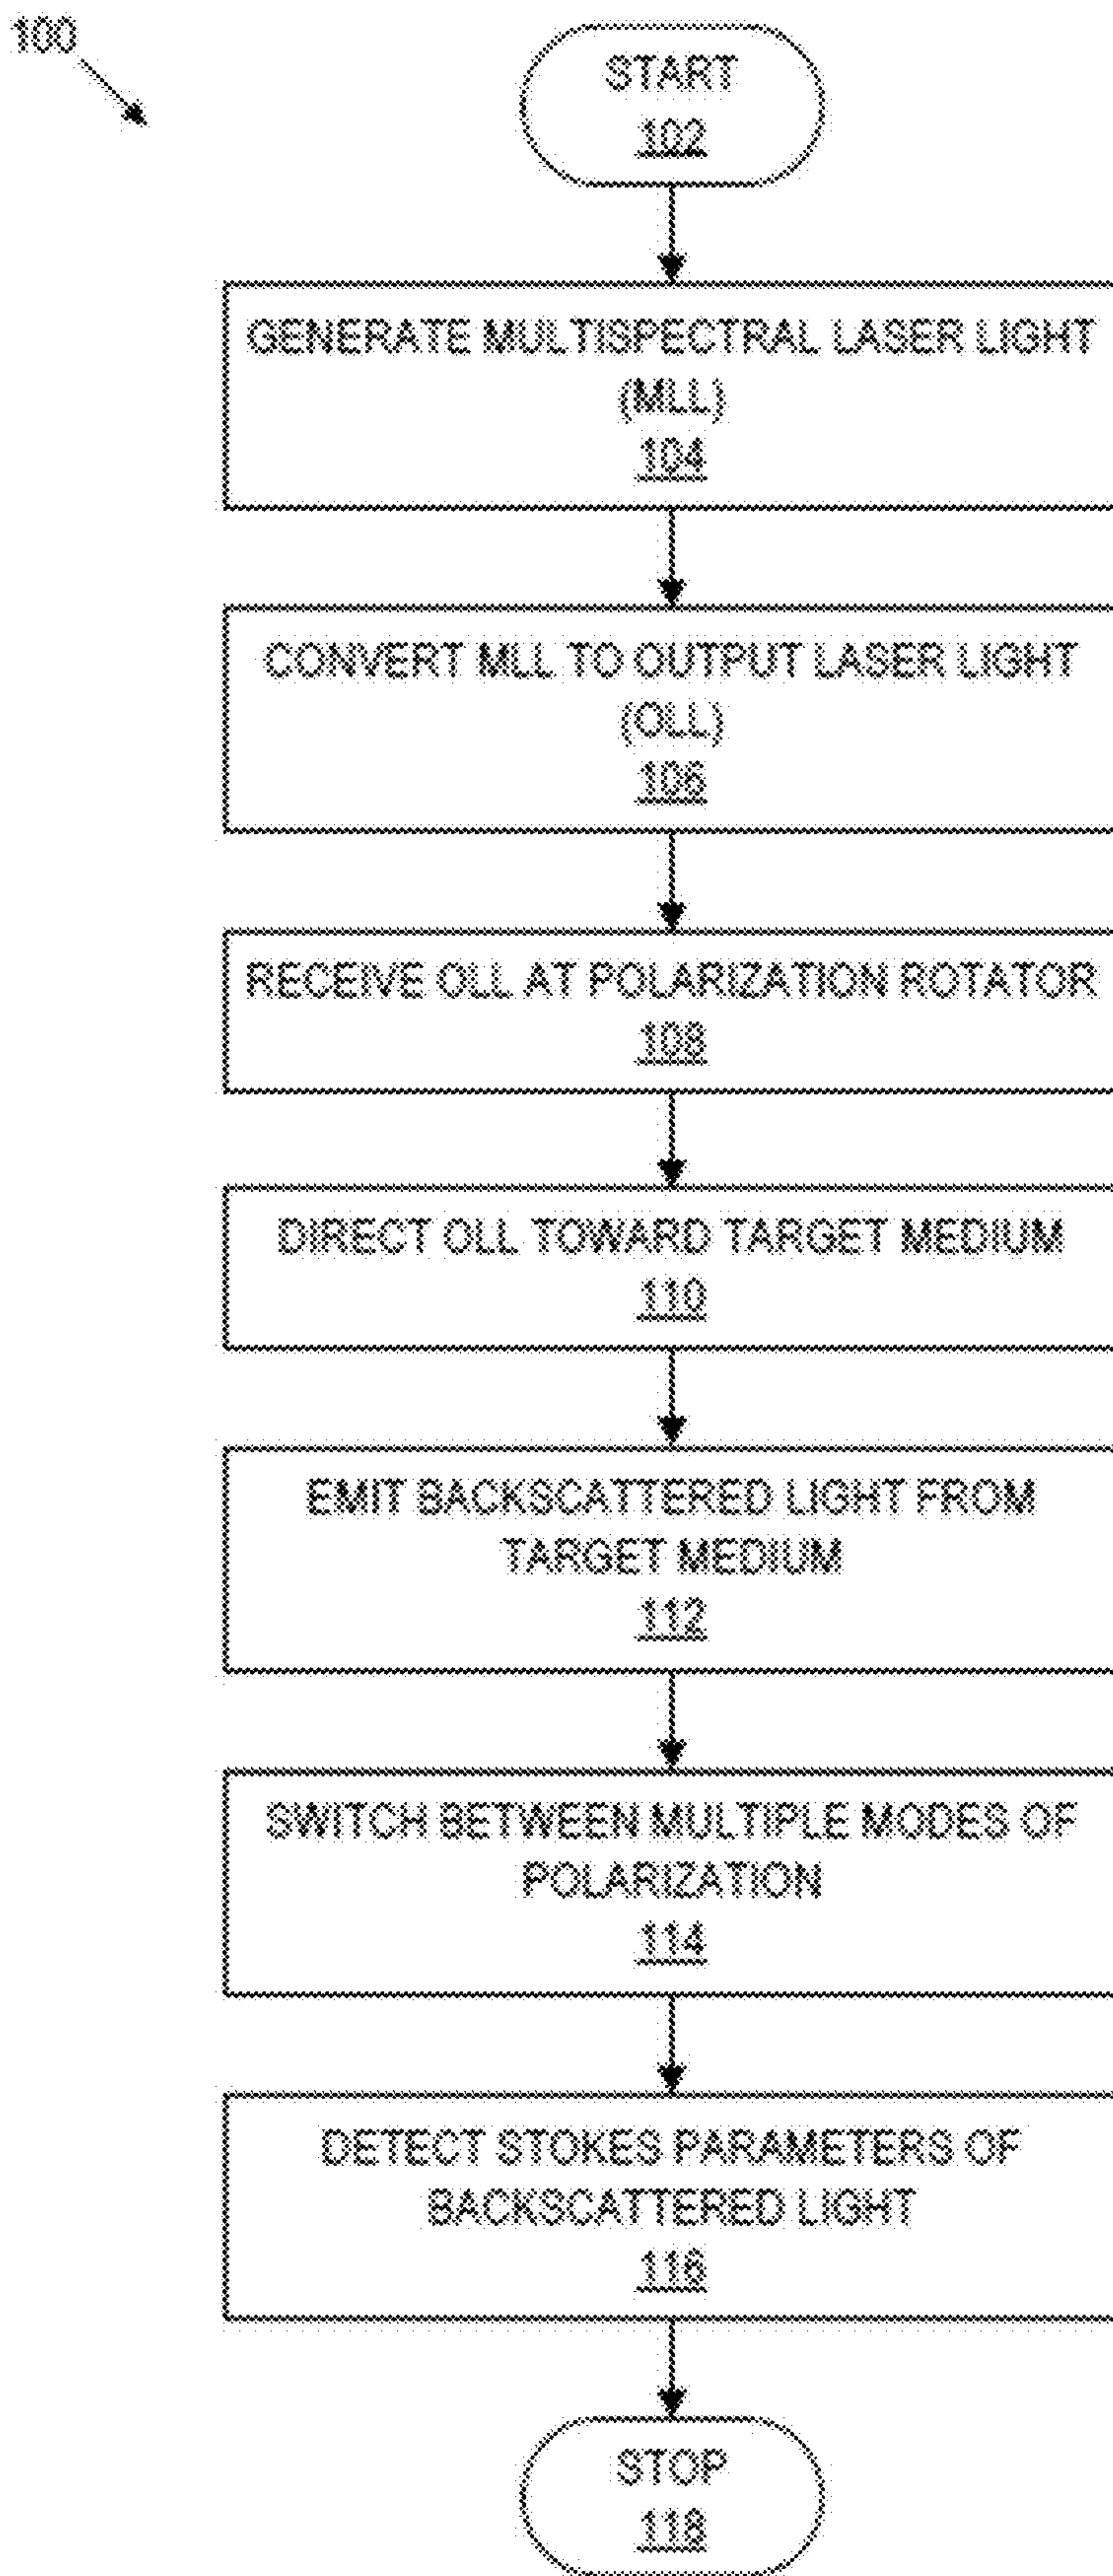 100
START
102
GENERATE MULTISPECTRAL LASER LIGHT
(MLL)
104
CONVERT MLL TO OUTPUT LASER LIGHT
(OLL)
106
RECEIVE OLL AT POLARIZATION ROTATOR
108
DIRECT OLL TOWARD TARGET MEDIUM
110
EMIT BACKSCATTERED LIGHT FROM
TARGET MEDIUM
112
SWITCH BETWEEN MULTIPLE MODES OF
POLARIZATION
114
DETECT STOKES PARAMETERS OF
BACKSCATTERED LIGHT
116
STOP
118